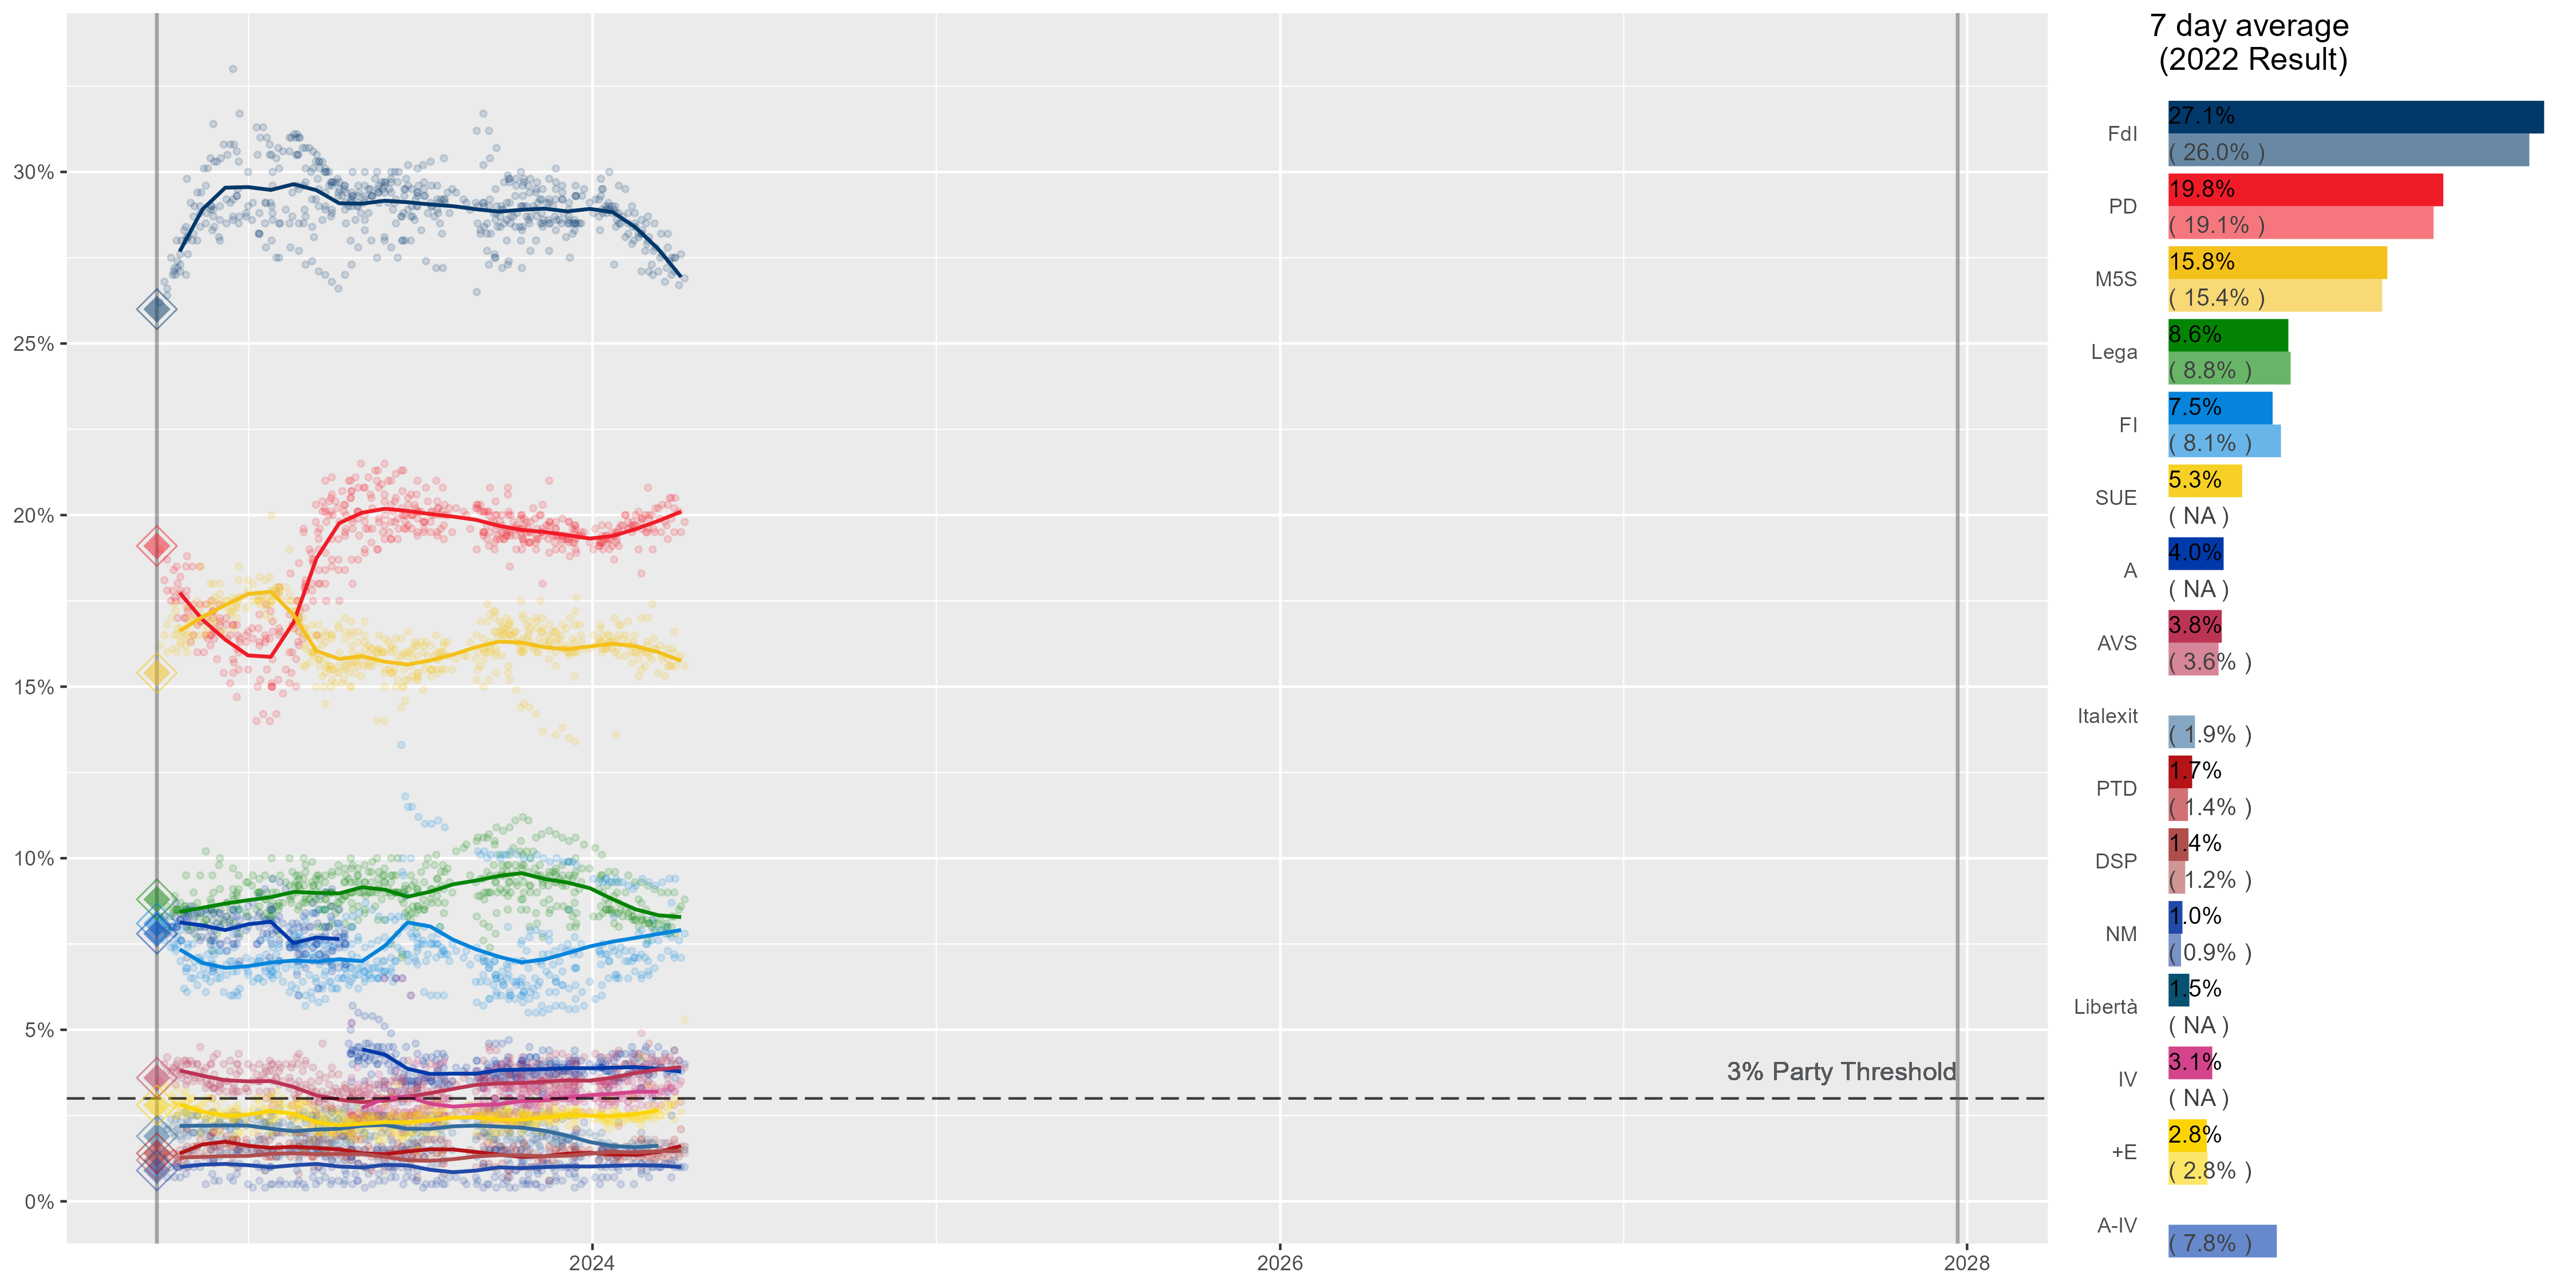 7 day average
(2022 Result)
30%
25%
20%
15%
10%
5%
0%
3% Party Threshold
2024
2026
2028
FdI
27.1%
( 26.0% )
PD
19.8%
( 19.1% )
M5S
15.8%
( 15.4% )
Lega
8.6%
( 8.8% )
FI
7.5%
( 8.1% )
SUE
5.3%
( NA )
A
4.0%
( NA )
AVS
3.8%
( 3.6% )
Italexit
( 1.9% )
PTD
1.7%
( 1.4% )
DSP
1.4%
( 1.2% )
NM
1.0%
( 0.9% )
Libertà
1.5%
( NA )
IV
3.1%
( NA )
+E
2.8%
( 2.8% )
A-IV
( 7.8% )